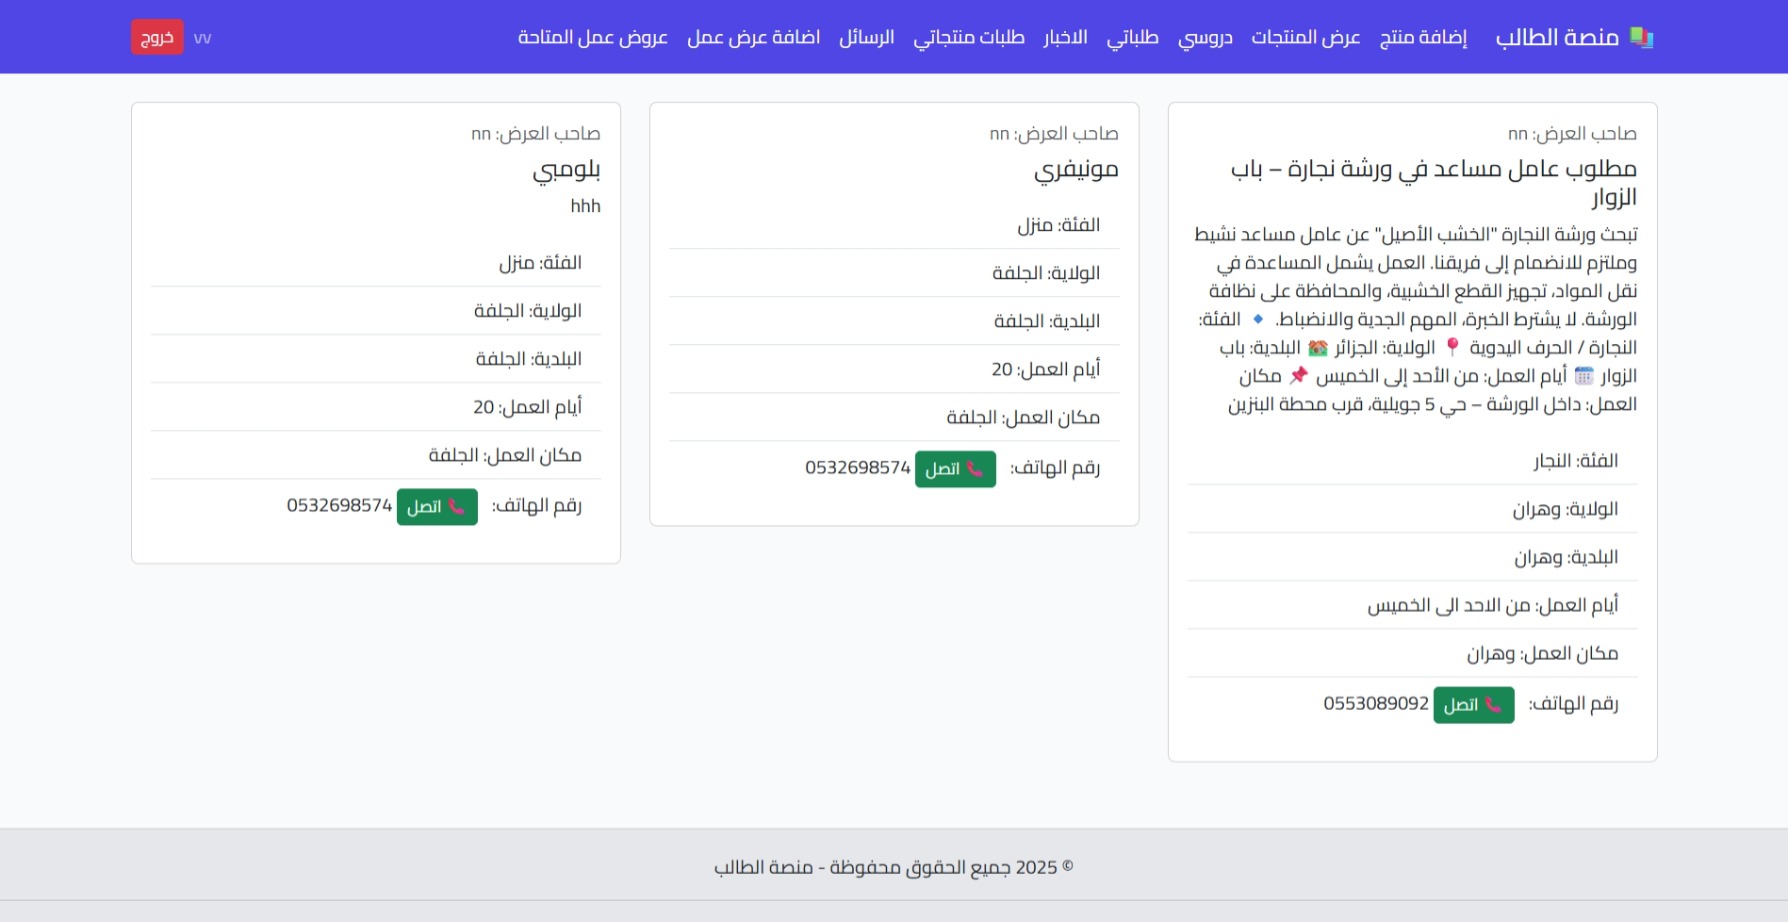 📚 منصة الطالب
إضافة منتج
عرض المنتجات
دروسي
طلباتي
الاخبار
طلبات منتجاتي
الرسائل
اضافة عرض عمل
عروض عمل المتاحة
vv
خروج
صاحب العرض: nn
مطلوب عامل مساعد في ورشة نجارة – باب
الزوار
تبحث ورشة النجارة "الخشب الأصيل" عن عامل مساعد نشيط
وملتزم للانضمام إلى فريقنا. العمل يشمل المساعدة في
نقل المواد، تجهيز القطع الخشبية، والمحافظة على نظافة
الورشة. لا يشترط الخبرة، المهم الجدية والانضباط. 🔹 الفئة:
النجارة / الحرف اليدوية 📍 الولاية: الجزائر 🏘️ البلدية: باب
الزوار 🗓️ أيام العمل: من الأحد إلى الخميس 📌 مكان
العمل: داخل الورشة – حي 5 جويلية، قرب محطة البنزين
الفئة: النجار
الولاية: وهران
البلدية: وهران
أيام العمل: من الاحد الى الخميس
مكان العمل: وهران
رقم الهاتف: 📞 اتصل 0553089092
صاحب العرض: nn
مونيفري
الفئة: منزل
الولاية: الجلفة
البلدية: الجلفة
أيام العمل: 20
مكان العمل: الجلفة
رقم الهاتف: 📞 اتصل 0532698574
صاحب العرض: nn
بلومبي
hhh
الفئة: منزل
الولاية: الجلفة
البلدية: الجلفة
أيام العمل: 20
مكان العمل: الجلفة
رقم الهاتف: 📞 اتصل 0532698574
© 2025 جميع الحقوق محفوظة - منصة الطالب